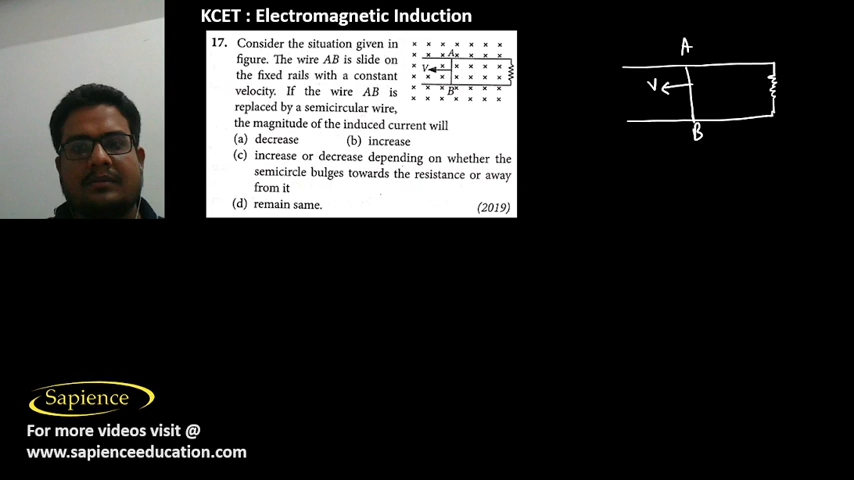 KCET : Electromagnetic Induction
17. Consider the situation given in
figure. The wire AB is slide on
the fixed rails with a constant
velocity. If the wire AB is
replaced by a semicircular wire,
the magnitude of the induced current will
(a) decrease (b) increase
(c) increase or decrease depending on whether the
semicircle bulges towards the resistance or away
from it
(d) remain same. (2019)
A
V
B
A
V
B
Sapience
For more videos visit @
www.sapienceeducation.com